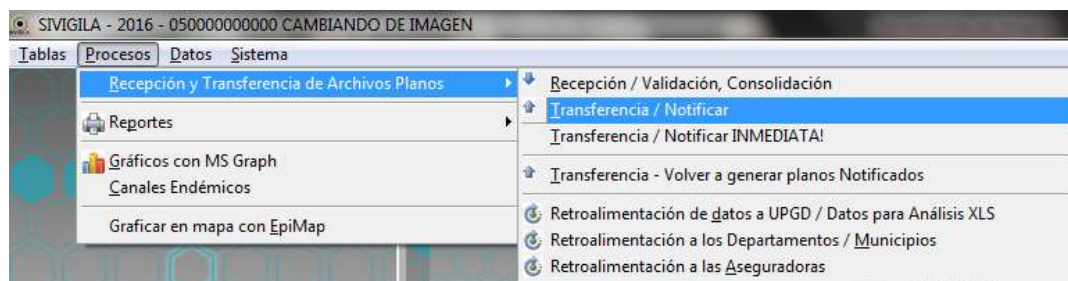 SIVIGILA - 2016 - 050000000000 CAMBIANDO DE IMAGEN
Tablas Procesos Datos Sistema
Recepción y Transferencia de Archivos Planos
Reportes
Gráficos con MS Graph
Canales Endémicos
Graficar en mapa con EpiMap
Recepción / Validación, Consolidación
Transferencia / Notificar
Transferencia / Notificar INMEDIATA!
Transferencia - Volver a generar planos Notificados
Retroalimentación de datos a UPGD / Datos para Análisis XLS
Retroalimentación a los Departamentos / Municipios
Retroalimentación a las Aseguradoras